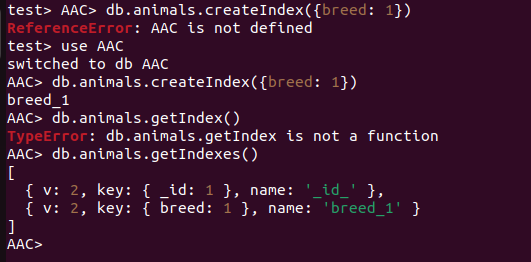 test> AAC> db.animals.createIndex({breed: 1})
ReferenceError: AAC is not defined
test> use AAC
switched to db AAC
AAC> db.animals.createIndex({breed: 1})
breed_1
AAC> db.animals.getIndex()
TypeError: db.animals.getIndex is not a function
AAC> db.animals.getIndexes()
[
  { v: 2, key: { _id: 1 }, name: '_id_' },
  { v: 2, key: { breed: 1 }, name: 'breed_1' }
]
AAC>